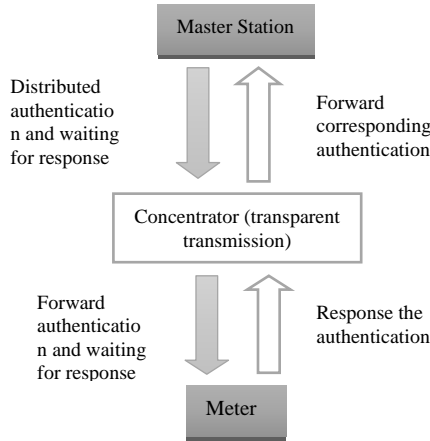 Master Station
Distributed
authenticatio
n and waiting
for response
Forward
corresponding
authentication
Concentrator (transparent
transmission)
Forward
authenticatio
n and waiting
for response
Response the
authentication
Meter